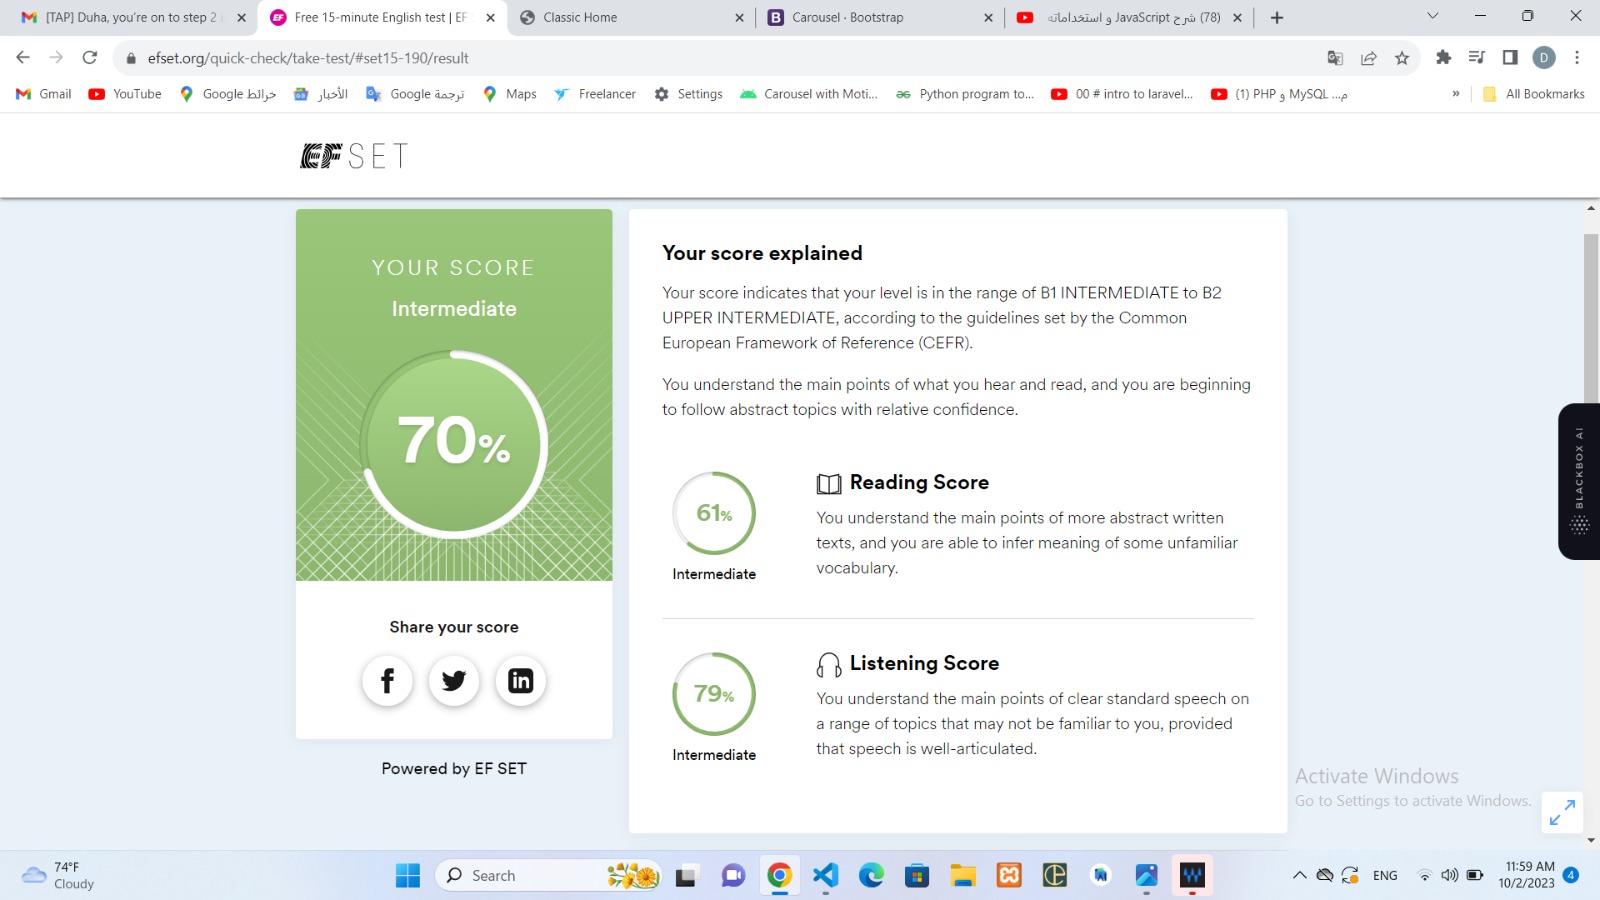 [TAP] Duha, you're on to step 2
Free 15-minute English test | EF
Classic Home
Carousel · Bootstrap
(78) شرح JavaScript و استخداماته
efset.org/quick-check/take-test/#set15-190/result
D
Gmail
YouTube
خرائط Google
الأخبار
ترجمة Google
Maps
Freelancer
Settings
Carousel with Moti...
Python program to...
00 # intro to laravel...
(1) PHP و MySQL ...م
All Bookmarks
EF SET
YOUR SCORE
Intermediate
70%
Share your score
Powered by EF SET
Your score explained
Your score indicates that your level is in the range of B1 INTERMEDIATE to B2
UPPER INTERMEDIATE, according to the guidelines set by the Common
European Framework of Reference (CEFR).
You understand the main points of what you hear and read, and you are beginning
to follow abstract topics with relative confidence.
61%
Intermediate
Reading Score
You understand the main points of more abstract written
texts, and you are able to infer meaning of some unfamiliar
vocabulary.
79%
Intermediate
Listening Score
You understand the main points of clear standard speech on
a range of topics that may not be familiar to you, provided
that speech is well-articulated.
BLACKBOX AI
Activate Windows
Go to Settings to activate Windows.
74°F
Cloudy
Search
ENG
11:59 AM
10/2/2023
4